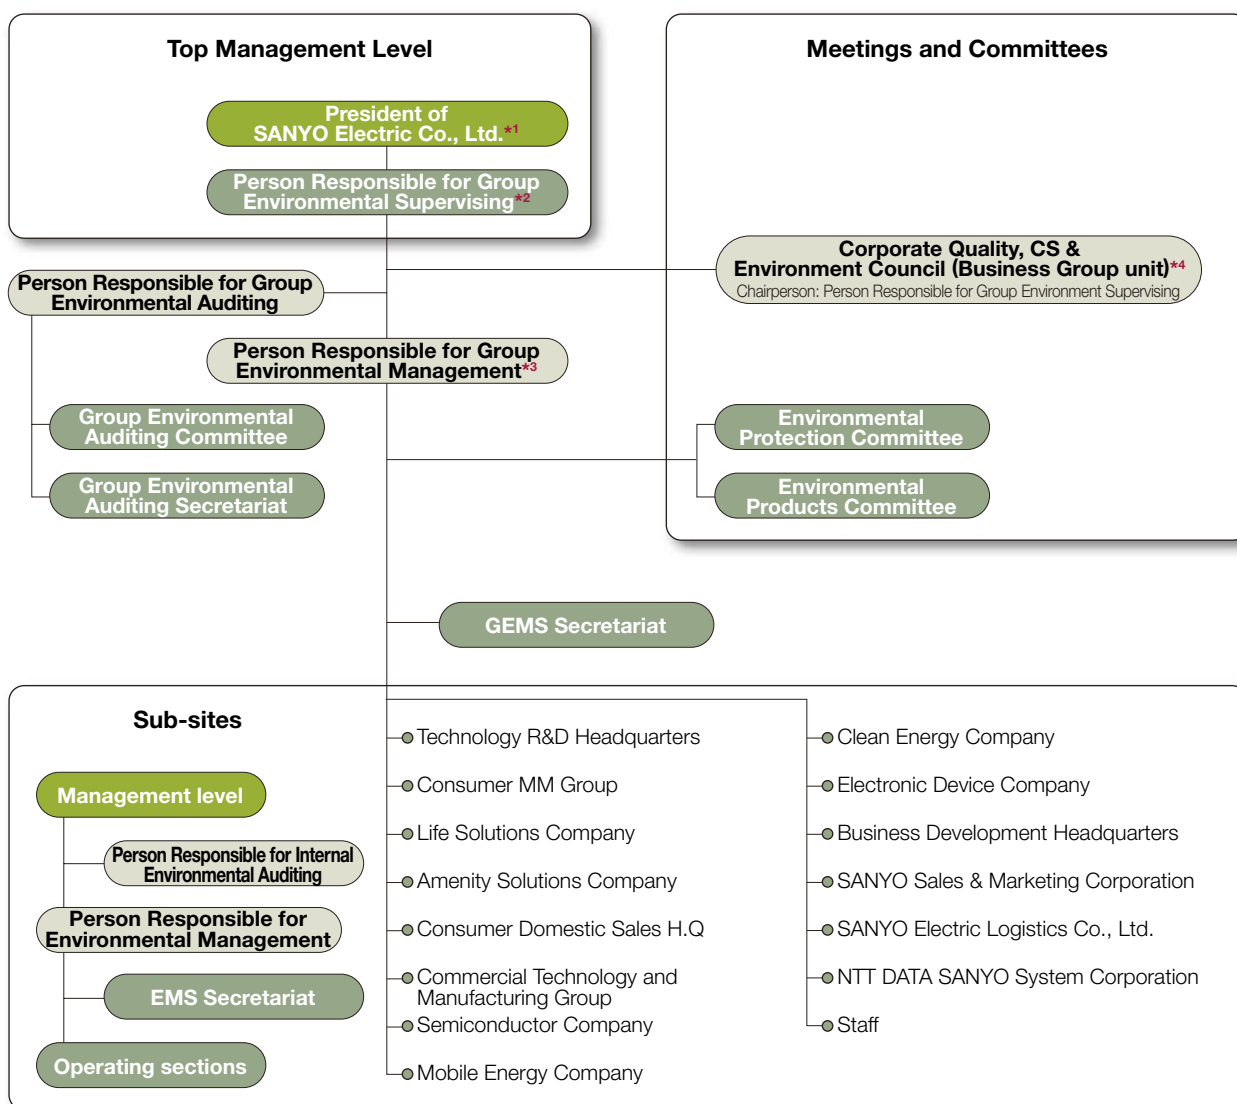 Top Management Level
President of
SANYO Electric Co., Ltd.*1
Person Responsible for Group
Environmental Supervising*2
Meetings and Committees
Corporate Quality, CS &
Environment Council (Business Group unit)*4
Chairperson: Person Responsible for Group Environment Supervising
Person Responsible for Group
Environmental Auditing
Person Responsible for Group
Environmental Management*3
Group Environmental
Auditing Committee
Group Environmental
Auditing Secretariat
Environmental
Protection Committee
Environmental
Products Committee
GEMS Secretariat
Sub-sites
Management level
Person Responsible for Internal
Environmental Auditing
Person Responsible for
Environmental Management
EMS Secretariat
Operating sections
Technology R&D Headquarters
Consumer MM Group
Life Solutions Company
Amenity Solutions Company
Consumer Domestic Sales H.Q
Commercial Technology and
Manufacturing Group
Semiconductor Company
Mobile Energy Company
Clean Energy Company
Electronic Device Company
Business Development Headquarters
SANYO Sales & Marketing Corporation
SANYO Electric Logistics Co., Ltd.
NTT DATA SANYO System Corporation
Staff